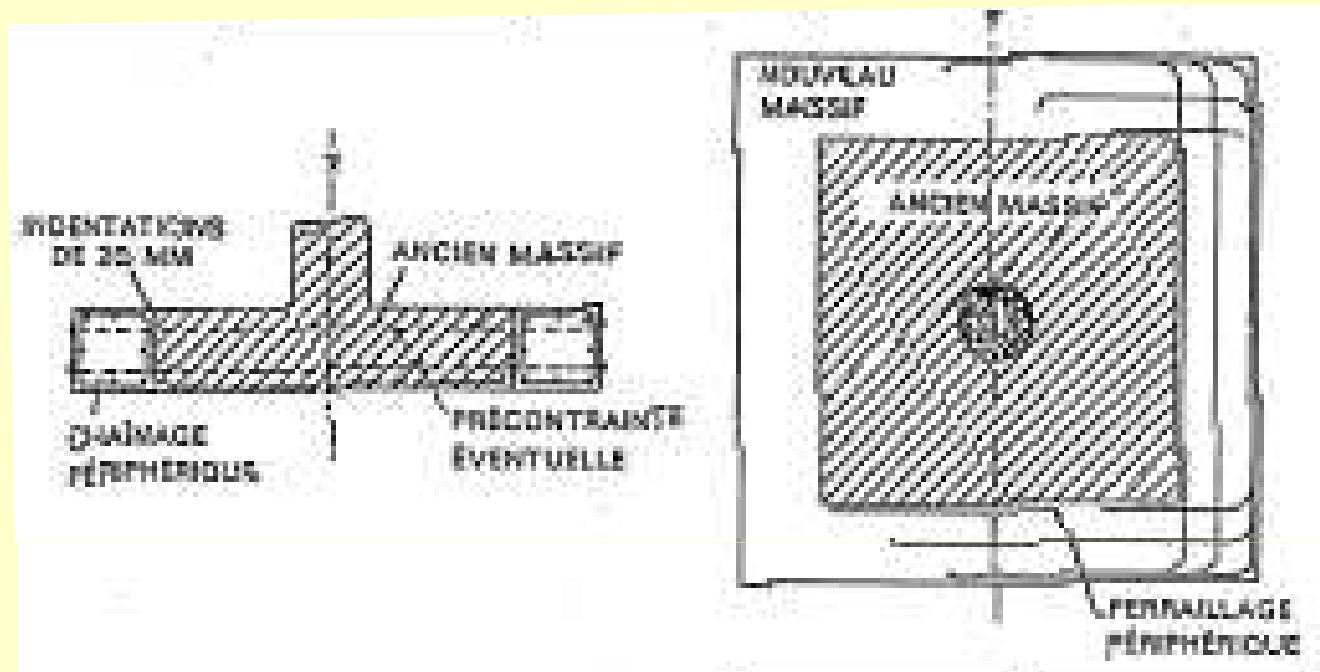 INDENTATIONS
DE 20 MM
ANCIEN MASSIF
CHAÎNAGE
PÉRIPHÉRIQUE
PRÉCONTRAINTE
ÉVENTUELLE
NOUVEAU
MASSIF
ANCIEN MASSIF
FERRAILLAGE
PÉRIPHÉRIQUE